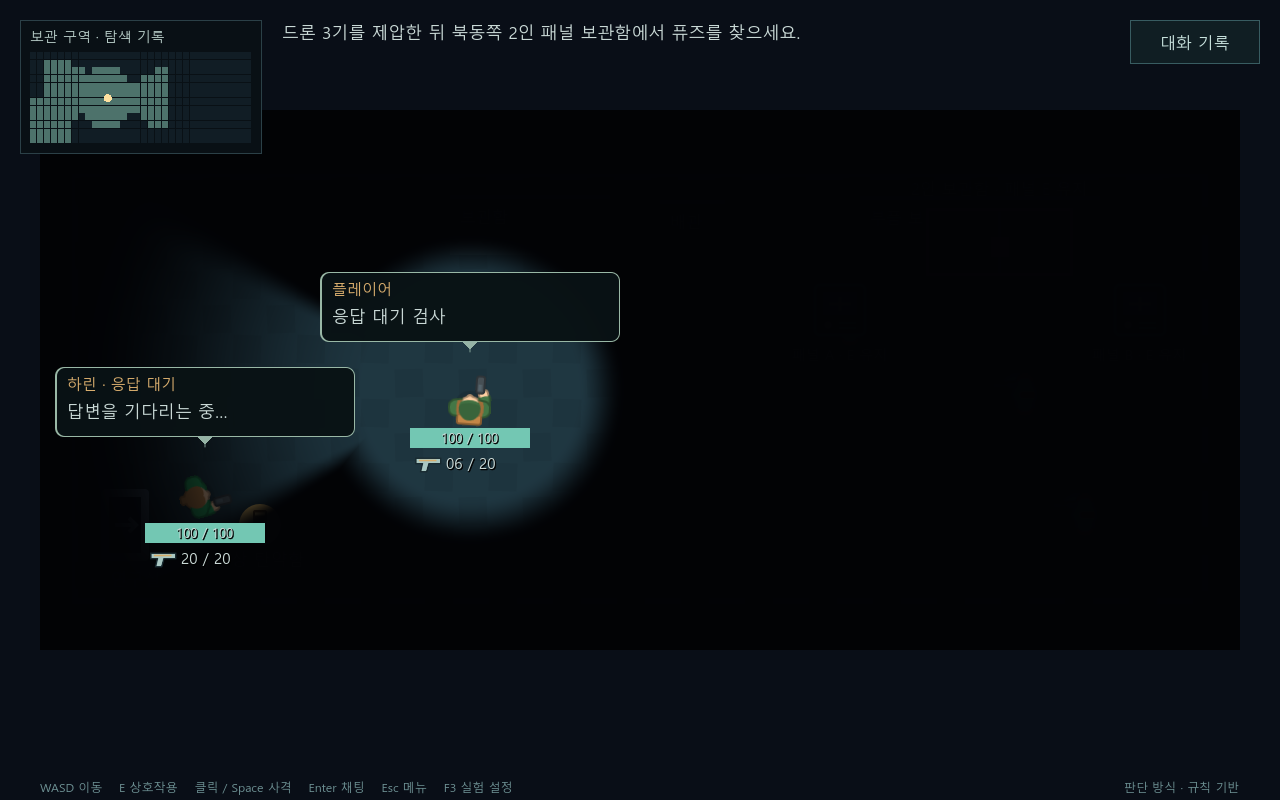 보관 구역 · 탐색 기록
드론 3기를 제압한 뒤 북동쪽 2인 패널 보관함에서 퓨즈를 찾으세요.
대화 기록
플레이어
응답 대기 검사
하린 · 응답 대기
답변을 기다리는 중...
100 / 100
06 / 20
100 / 100
20 / 20
WASD 이동 E 상호작용 클릭 / Space 사격 Enter 채팅 Esc 메뉴 F3 실험 설정
판단 방식 · 규칙 기반